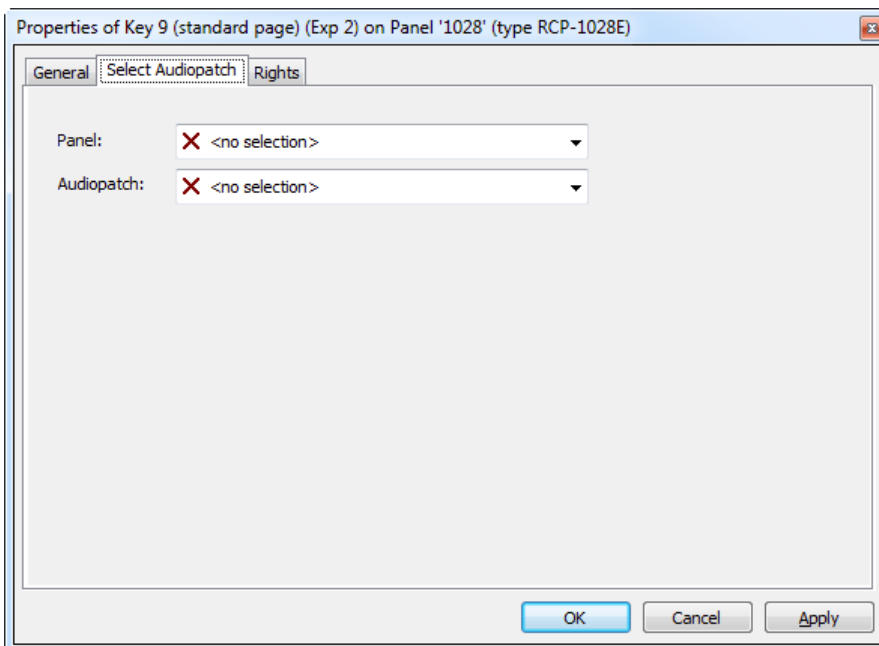 Properties of Key 9 (standard page) (Exp 2) on Panel '1028' (type RCP-1028E)
General Select Audiopatch Rights
Panel: <no selection>
Audiopatch: <no selection>
OK Cancel Apply